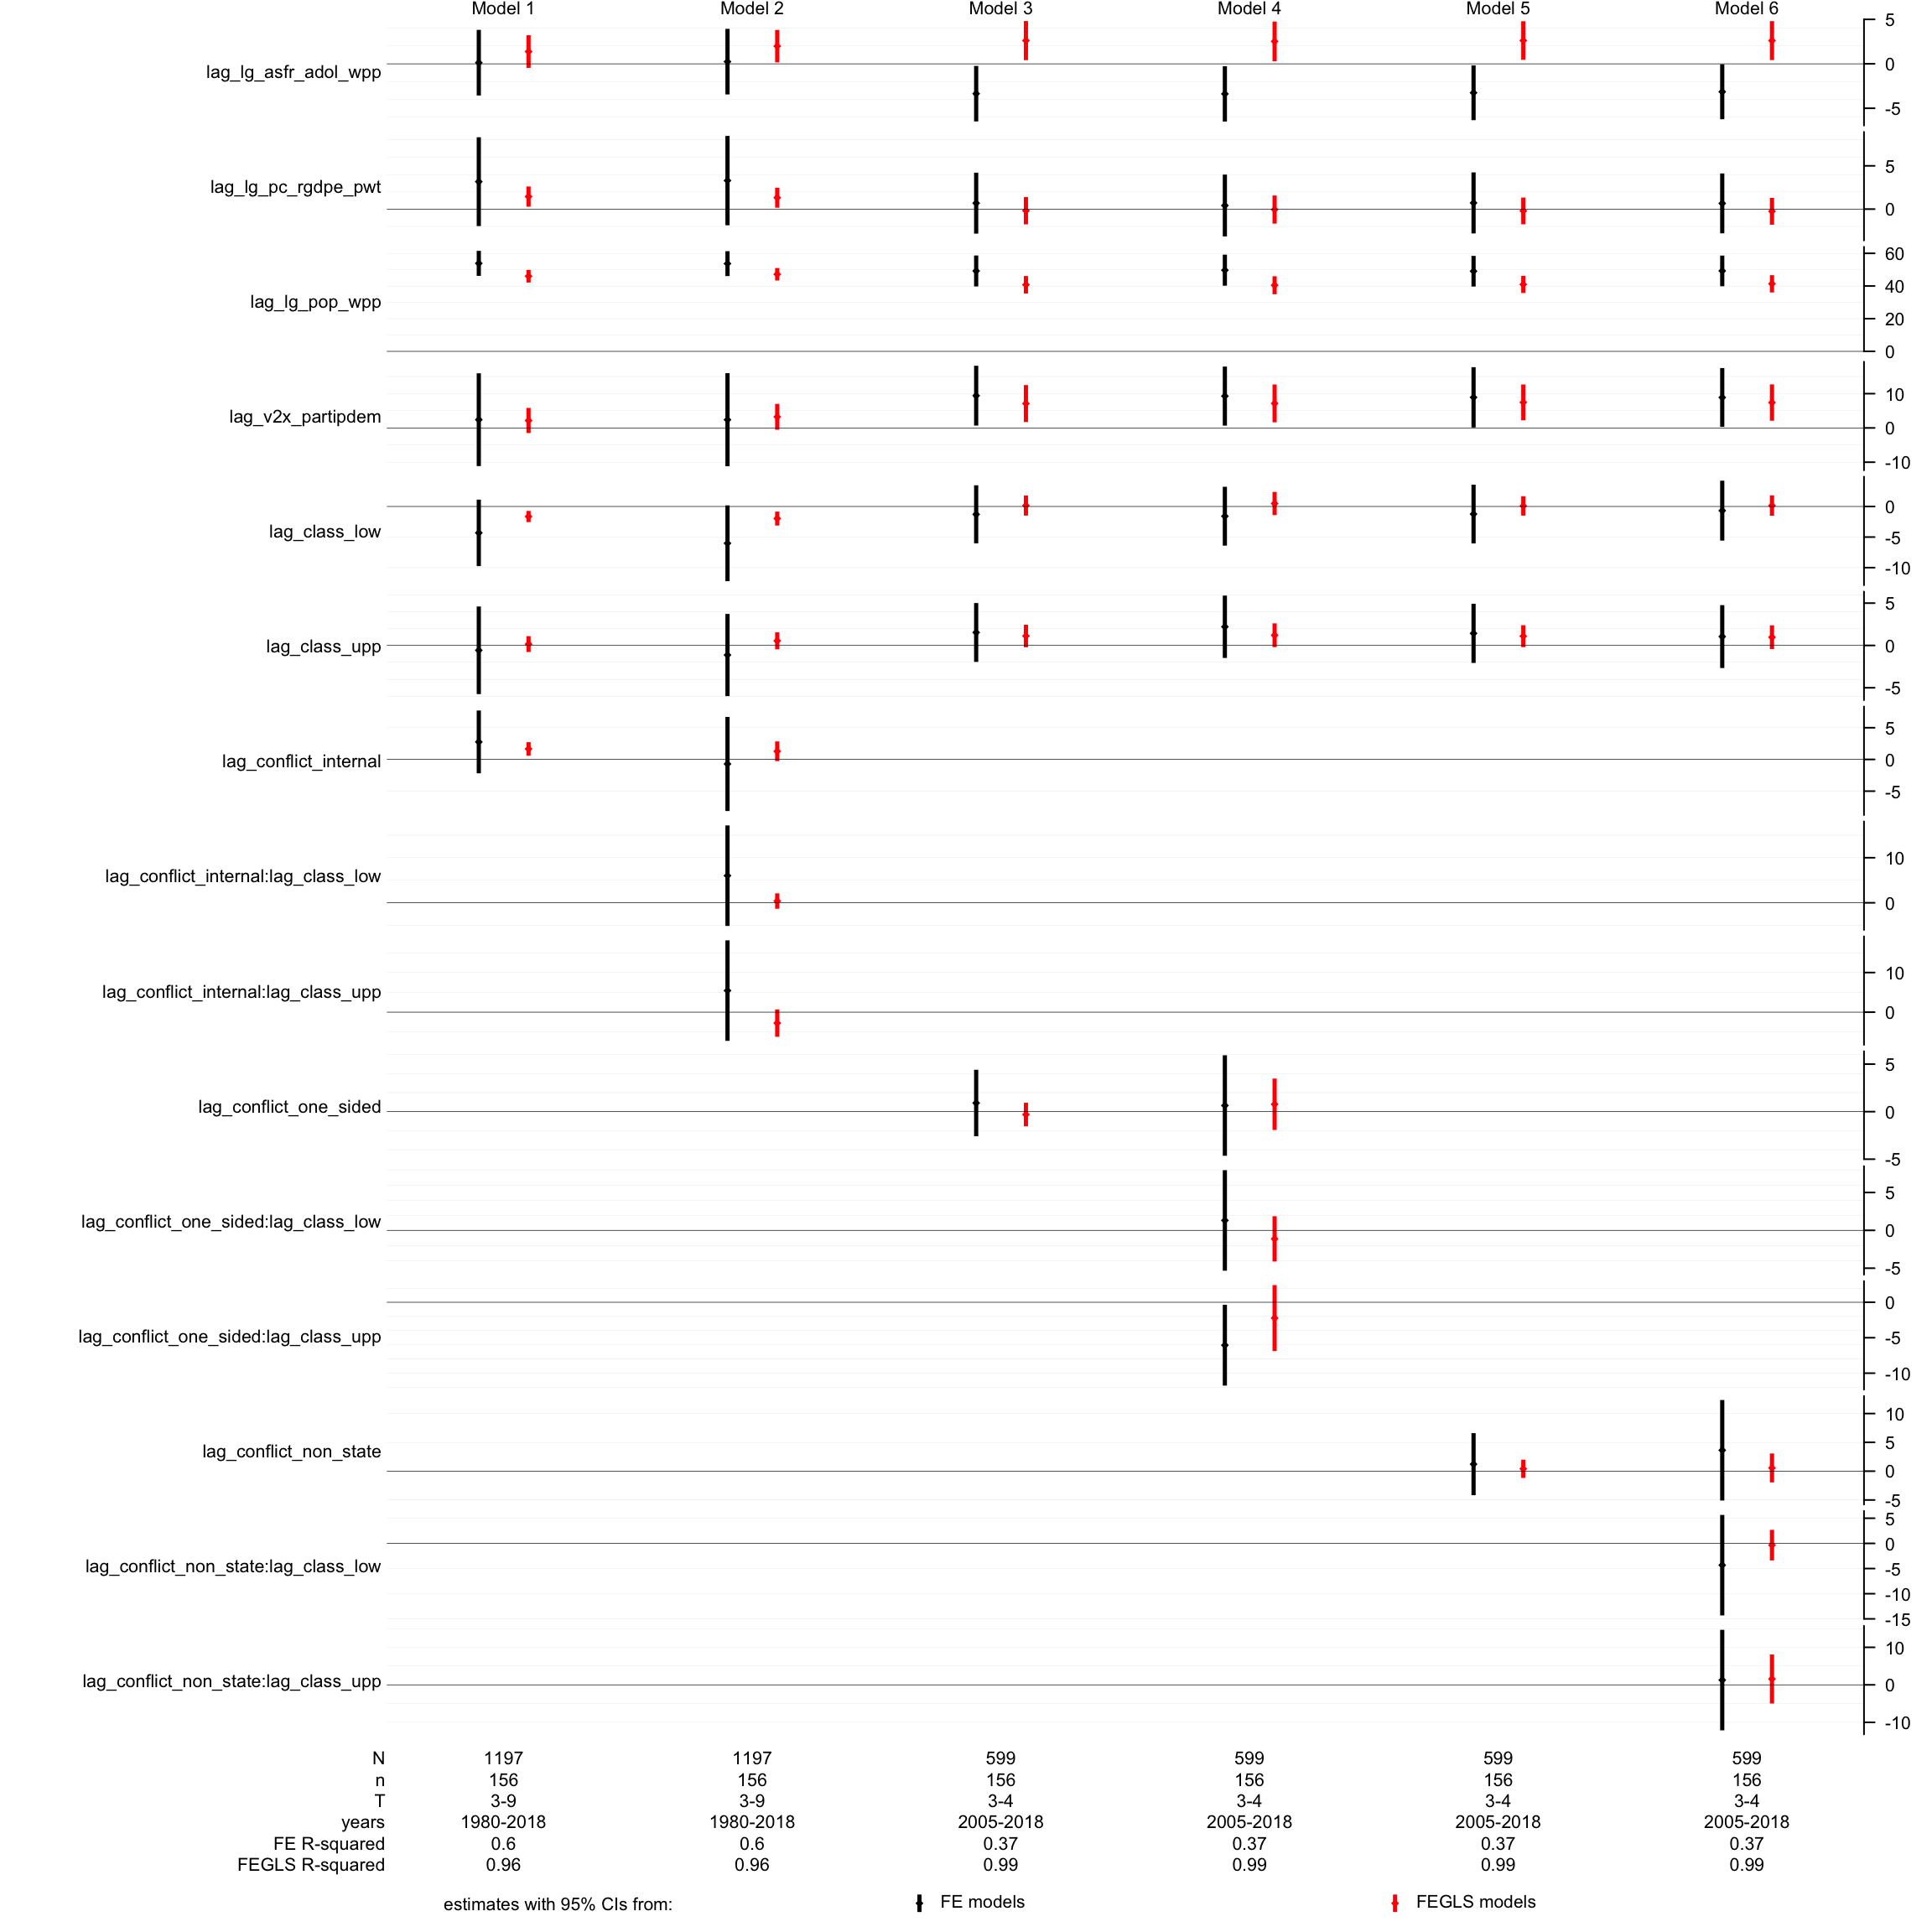 Model 1 Model 2 Model 3 Model 4 Model 5 Model 6
lag_lg_asfr_adol_wpp
5
0
-5
lag_lg_pc_rgdpe_pwt
5
0
lag_lg_pop_wpp
60
40
20
0
lag_v2x_partipdem
10
0
-10
lag_class_low
0
-5
-10
lag_class_upp
5
0
-5
lag_conflict_internal
5
0
-5
lag_conflict_internal:lag_class_low
10
0
lag_conflict_internal:lag_class_upp
10
0
lag_conflict_one_sided
5
0
-5
lag_conflict_one_sided:lag_class_low
5
0
-5
lag_conflict_one_sided:lag_class_upp
0
-5
-10
lag_conflict_non_state
10
5
0
-5
lag_conflict_non_state:lag_class_low
5
0
-5
-10
-15
lag_conflict_non_state:lag_class_upp
10
0
-10
N 1197 1197 599 599 599 599
n 156 156 156 156 156 156
T 3-9 3-9 3-4 3-4 3-4 3-4
years 1980-2018 1980-2018 2005-2018 2005-2018 2005-2018 2005-2018
FE R-squared 0.6 0.6 0.37 0.37 0.37 0.37
FEGLS R-squared 0.96 0.96 0.99 0.99 0.99 0.99
estimates with 95% CIs from: FE models FEGLS models